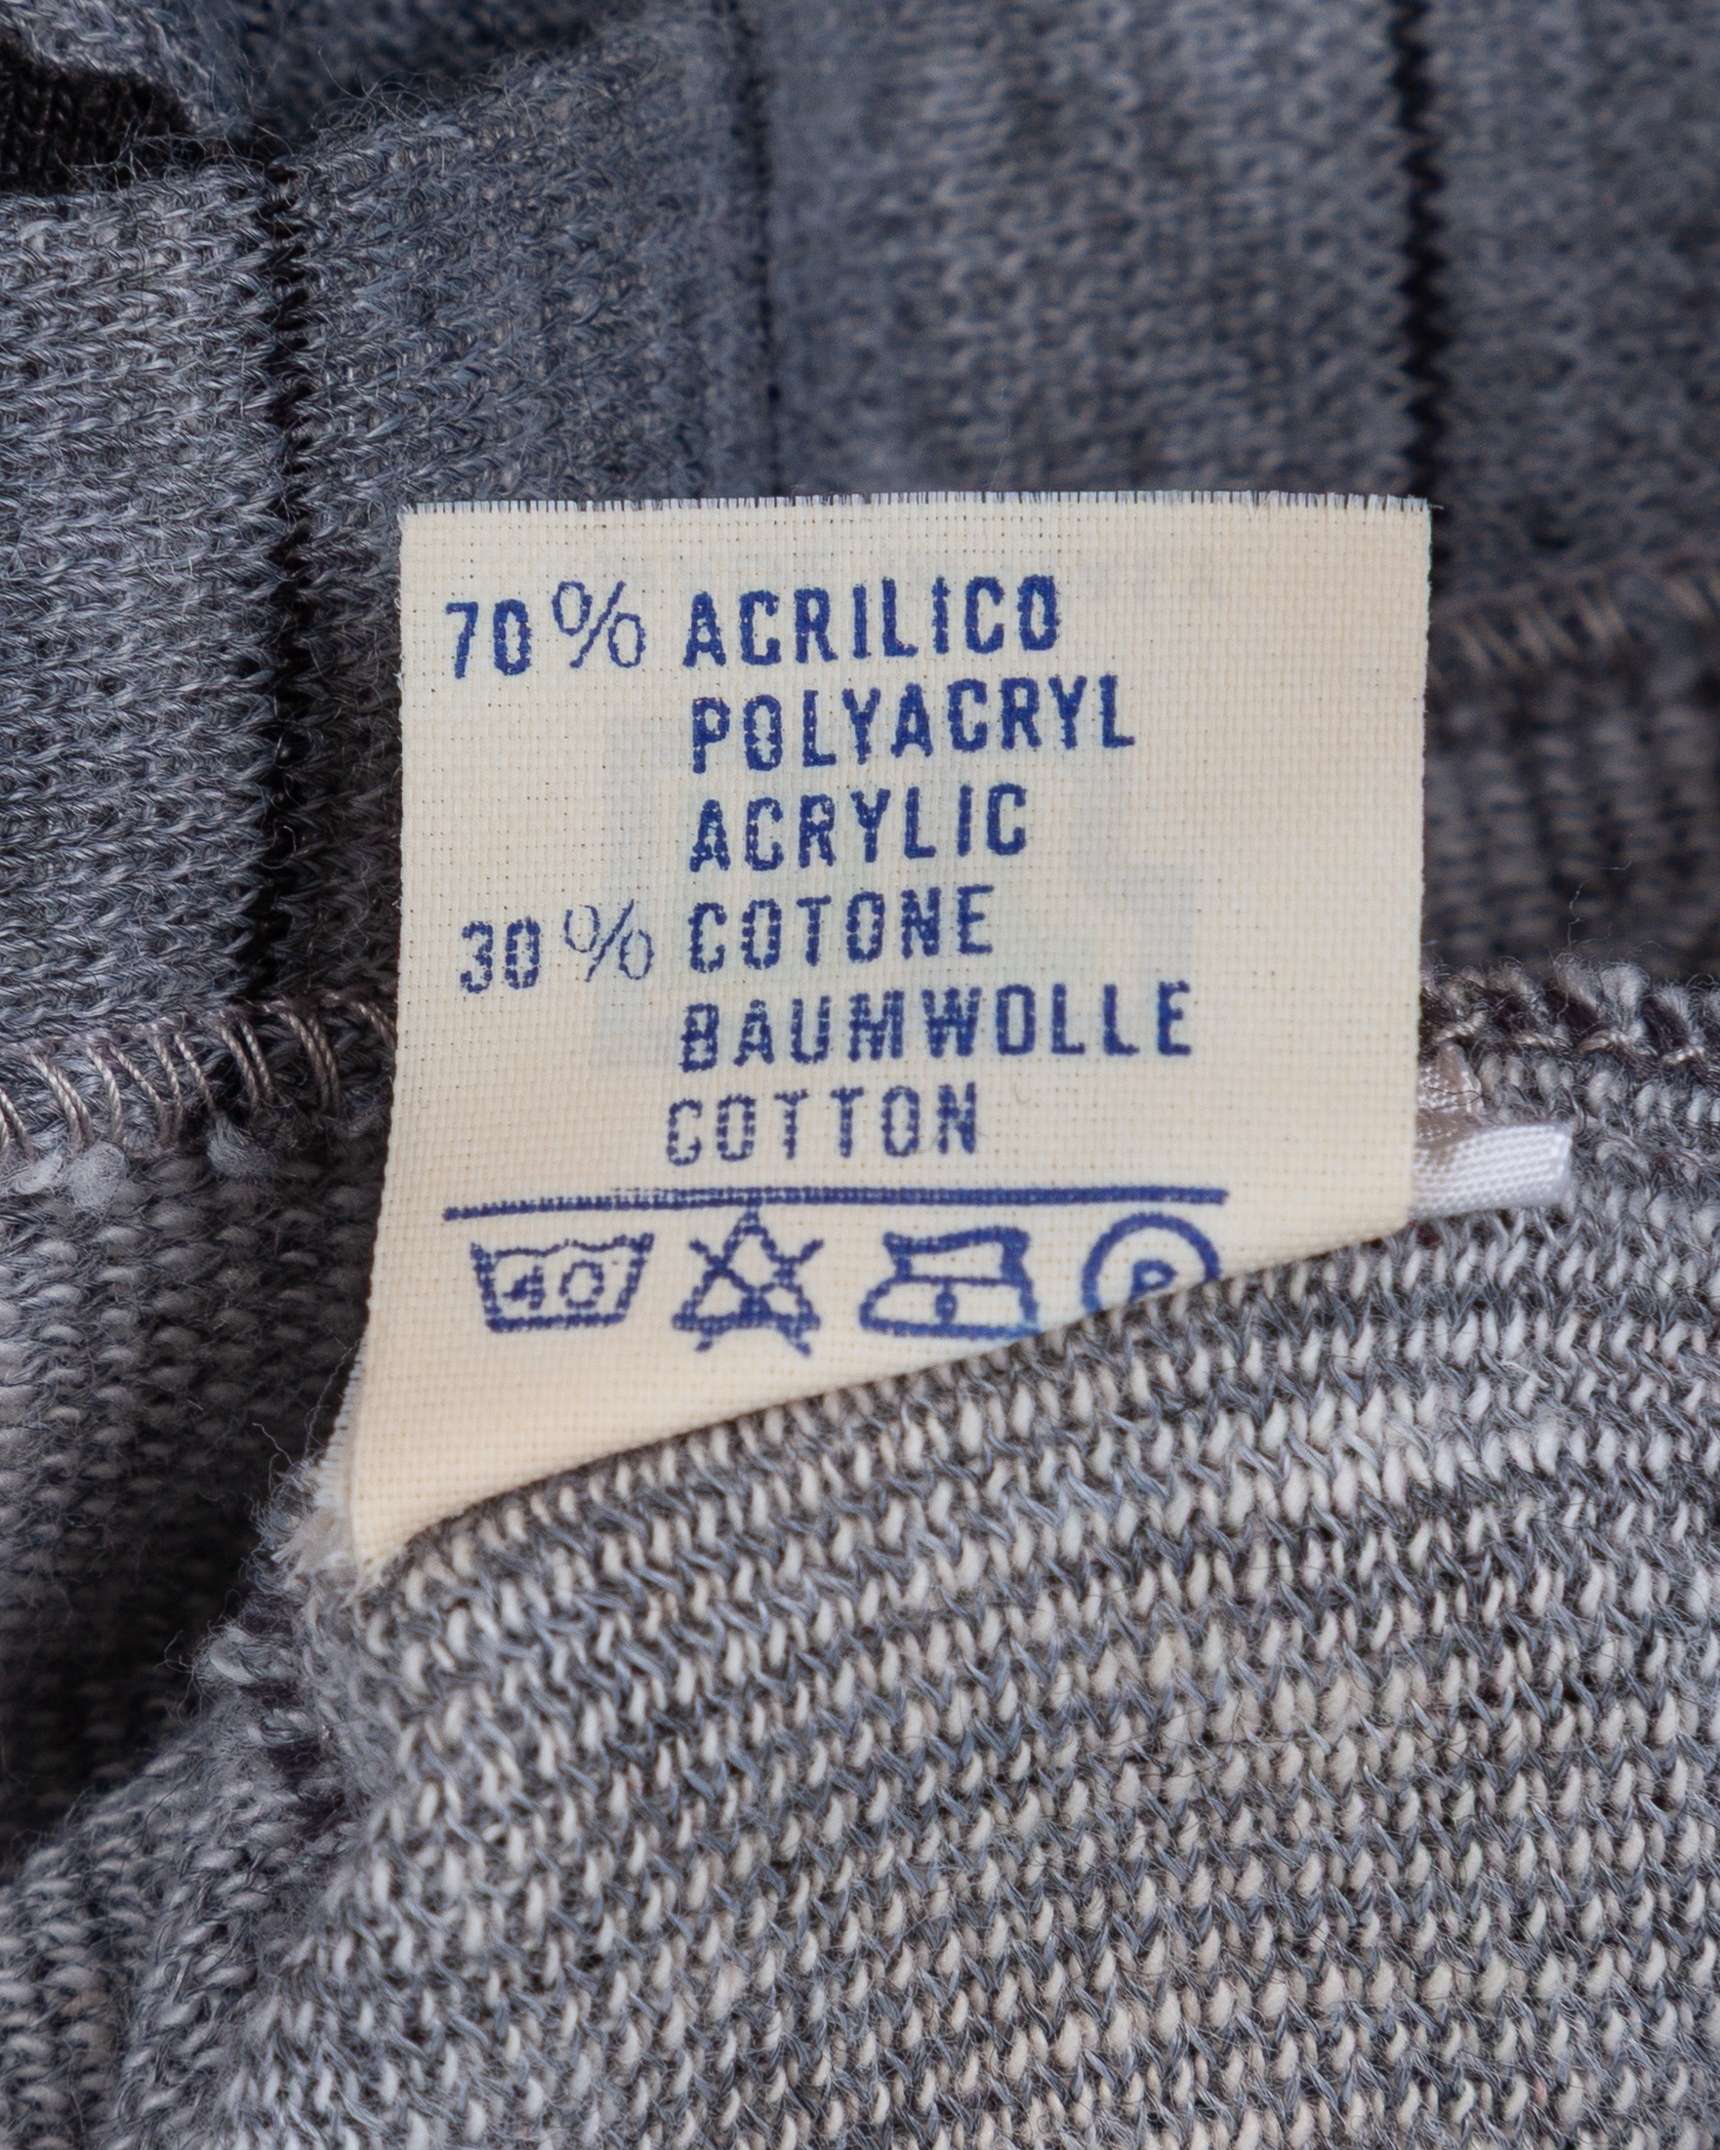 70% ACRILICO
POLYACRYL
ACRYLIC
30% COTONE
BAUMWOLLE
COTTON
40 P